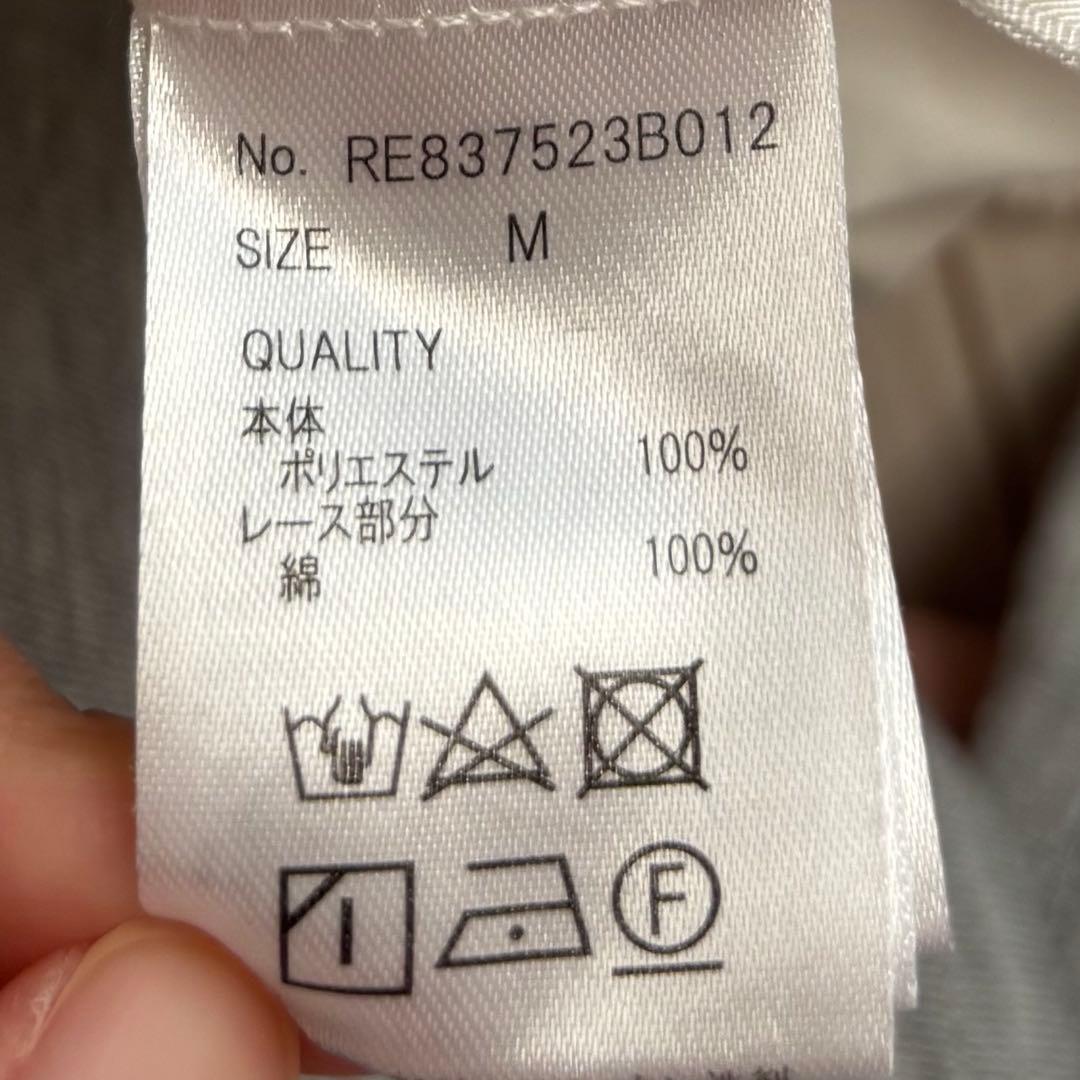 No. RE837523B012
SIZE M
QUALITY
本体
ポリエステル 100%
レース部分
綿 100%
F